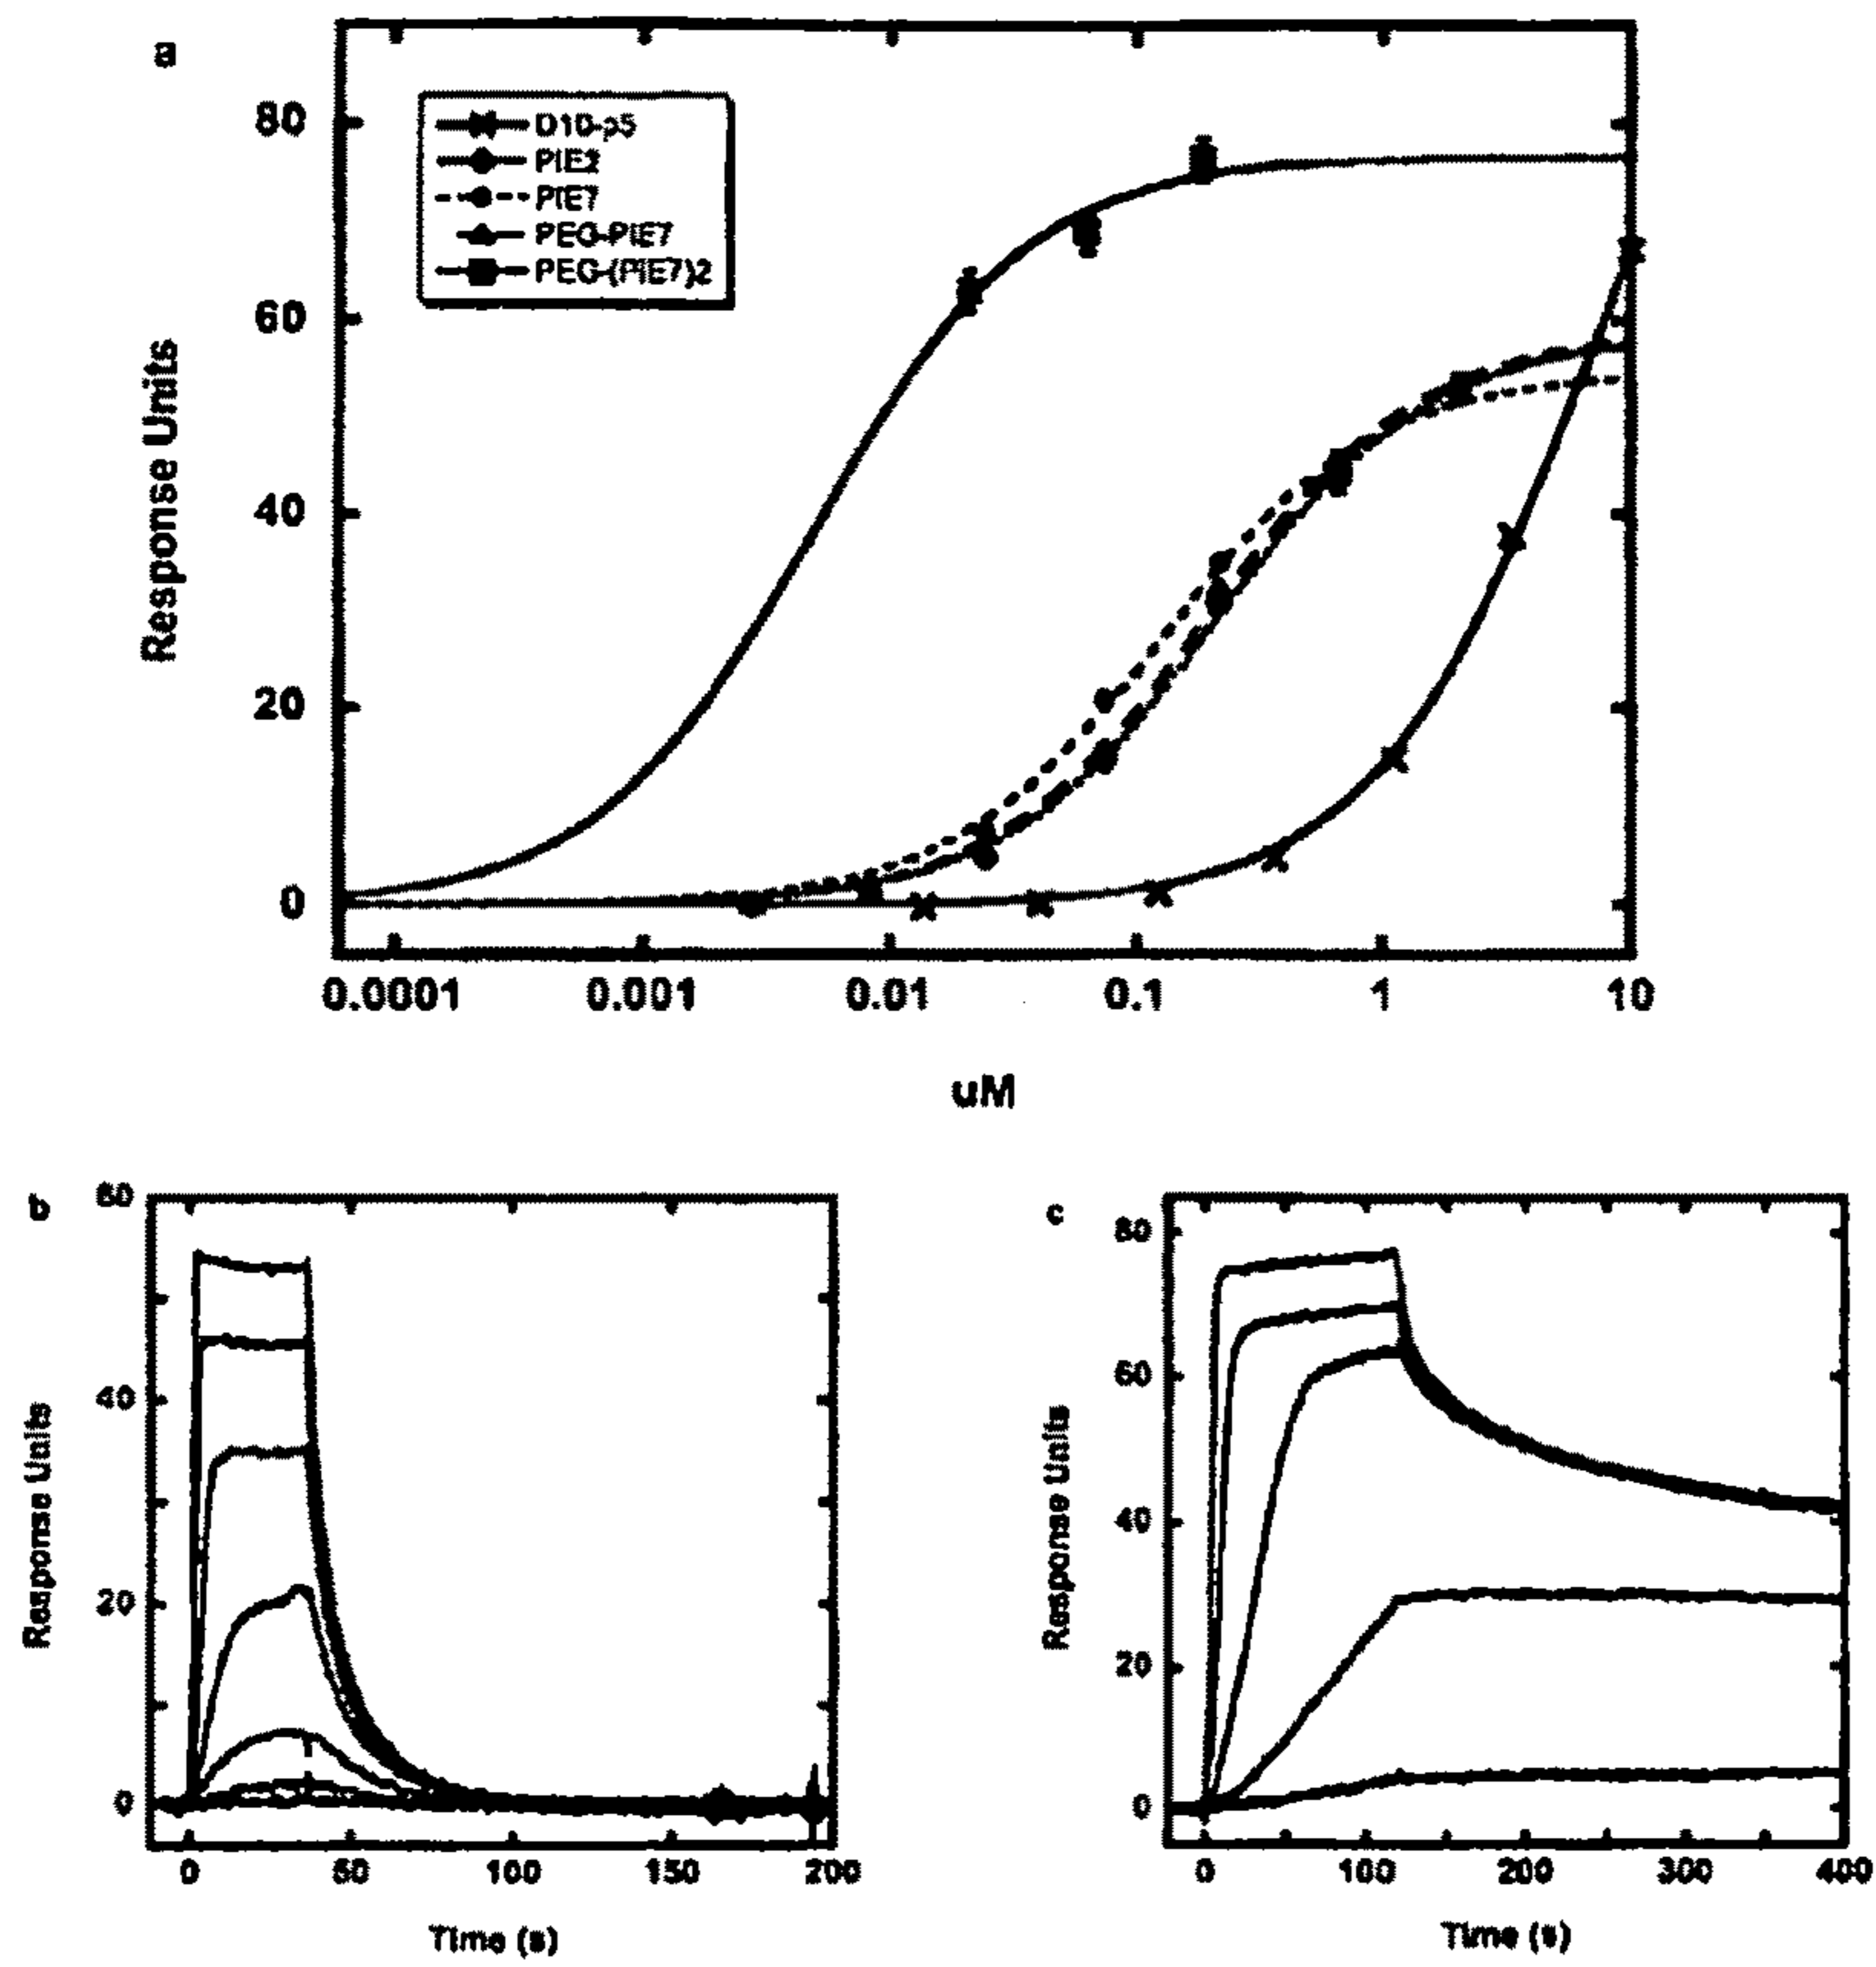 a
80
60
40
20
0
Response Units
D10-p5
PIE2
PIE7
PEG-PIE7
PEG-(PIE7)2
0.0001 0.001 0.01 0.1 1 10
uM
b
60
40
20
0
Response Units
0 50 100 150 200
Time (s)
c
80
60
40
20
0
Response Units
0 100 200 300 400
Time (s)